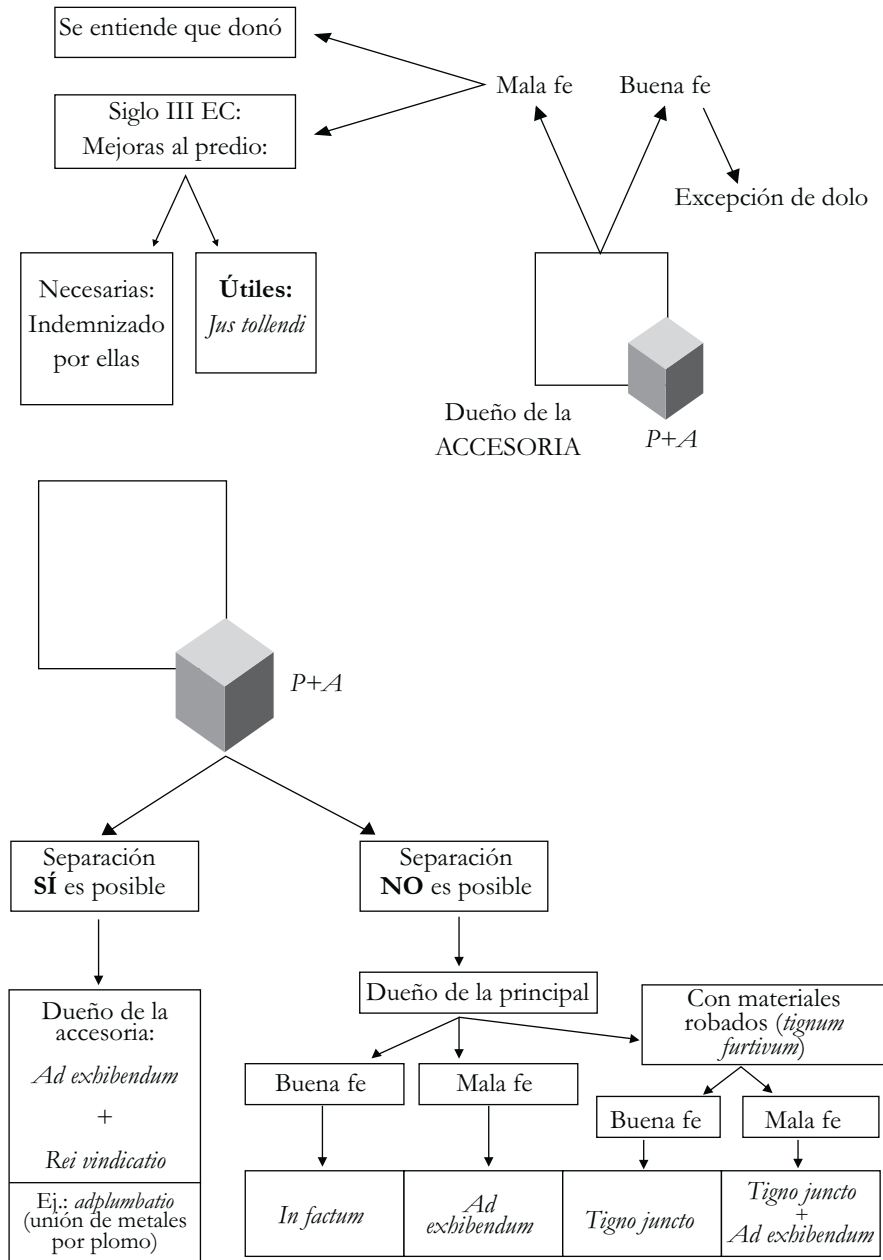 Se entiende que donó
Mala fe
Buena fe
Siglo III EC:
Mejoras al predio:
Excepción de dolo
Necesarias:
Indemnizado
por ellas
Útiles:
Jus tollendi
Dueño de la
ACCESORIA
P+A
P+A
Separación
SÍ es posible
Separación
NO es posible
Dueño de la
accesoria:
Ad exhibendum
+
Rei vindicatio
Ej.: adplumbatio
(unión de metales
por plomo)
Dueño de la principal
Con materiales
robados (tignum
furtivum)
Buena fe
Mala fe
Buena fe
Mala fe
In factum
Ad
exhibendum
Tigno juncto
Tigno juncto
+
Ad exhibendum